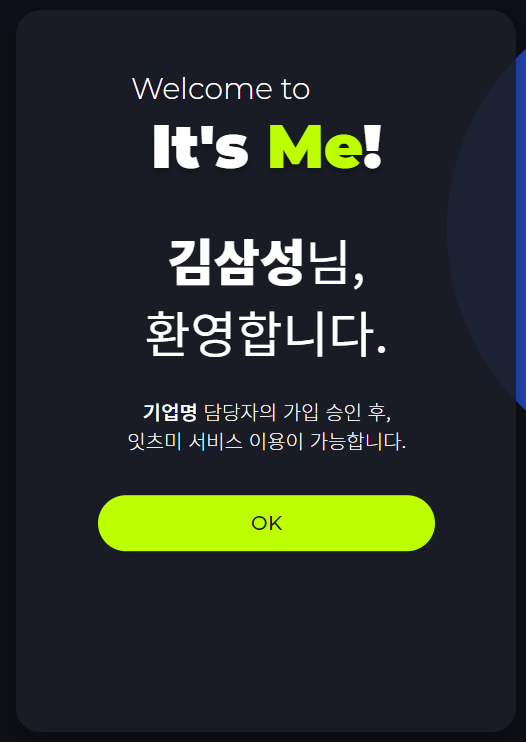 Welcome to
It's Me!
김삼성님,
환영합니다.
기업명 담당자의 가입 승인 후,
잇츠미 서비스 이용이 가능합니다.
OK